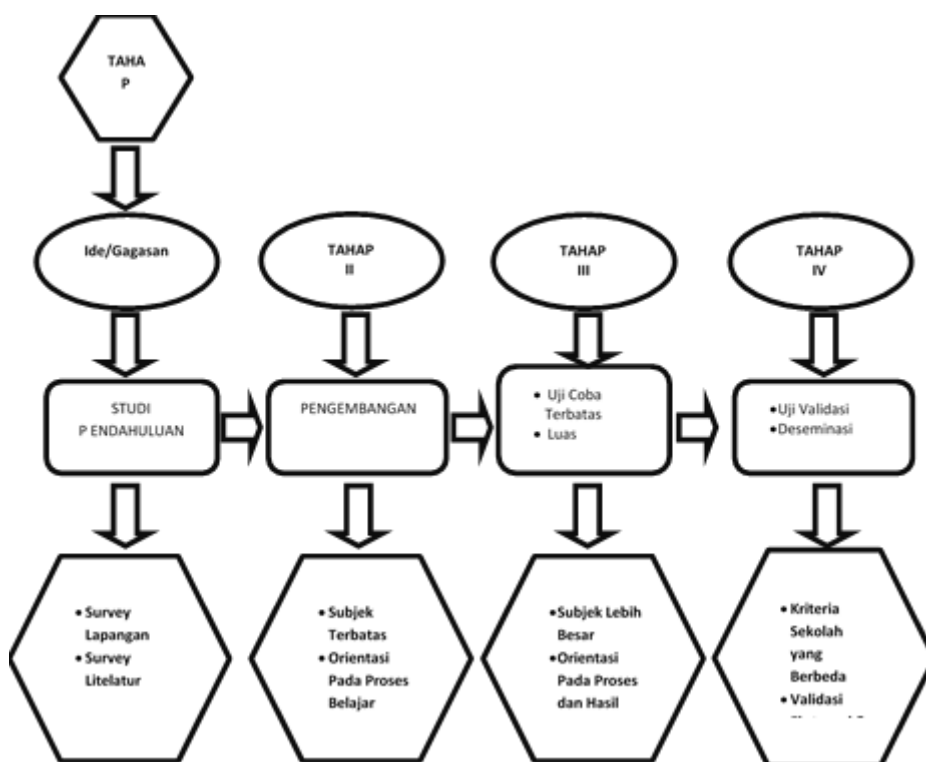 TAHA
P
Ide/Gagasan
TAHAP
II
TAHAP
III
TAHAP
IV
STUDI
P ENDAHULUAN
PENGEMBANGAN
• Uji Coba
Terbatas
• Luas
•Uji Validasi
•Deseminasi
• Survey
Lapangan
• Survey
Litelatur
• Subjek
Terbatas
• Orientasi
Pada Proses
Belajar
• Subjek Lebih
Besar
• Orientasi
Pada Proses
dan Hasil
• Kriteria
Sekolah
yang
Berbeda
• Validasi